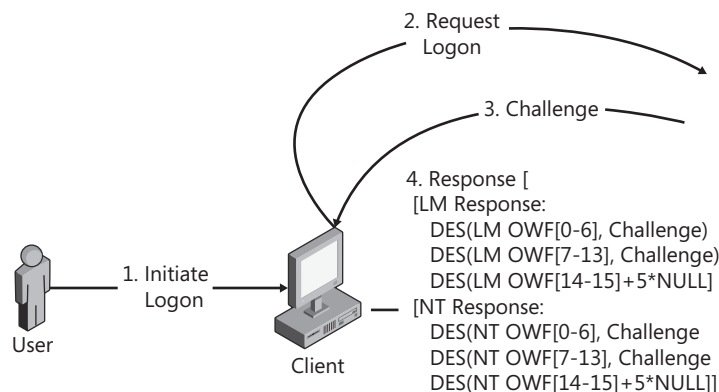 2. Request
Logon
3. Challenge
4. Response [
[LM Response:
DES(LM OWF[0-6], Challenge)
DES(LM OWF[7-13], Challenge)
DES(LM OWF[14-15]+5*NULL]
1. Initiate
Logon
[NT Response:
DES(NT OWF[0-6], Challenge
DES(NT OWF[7-13], Challenge
DES(NT OWF[14-15]+5*NULL]]
User
Client